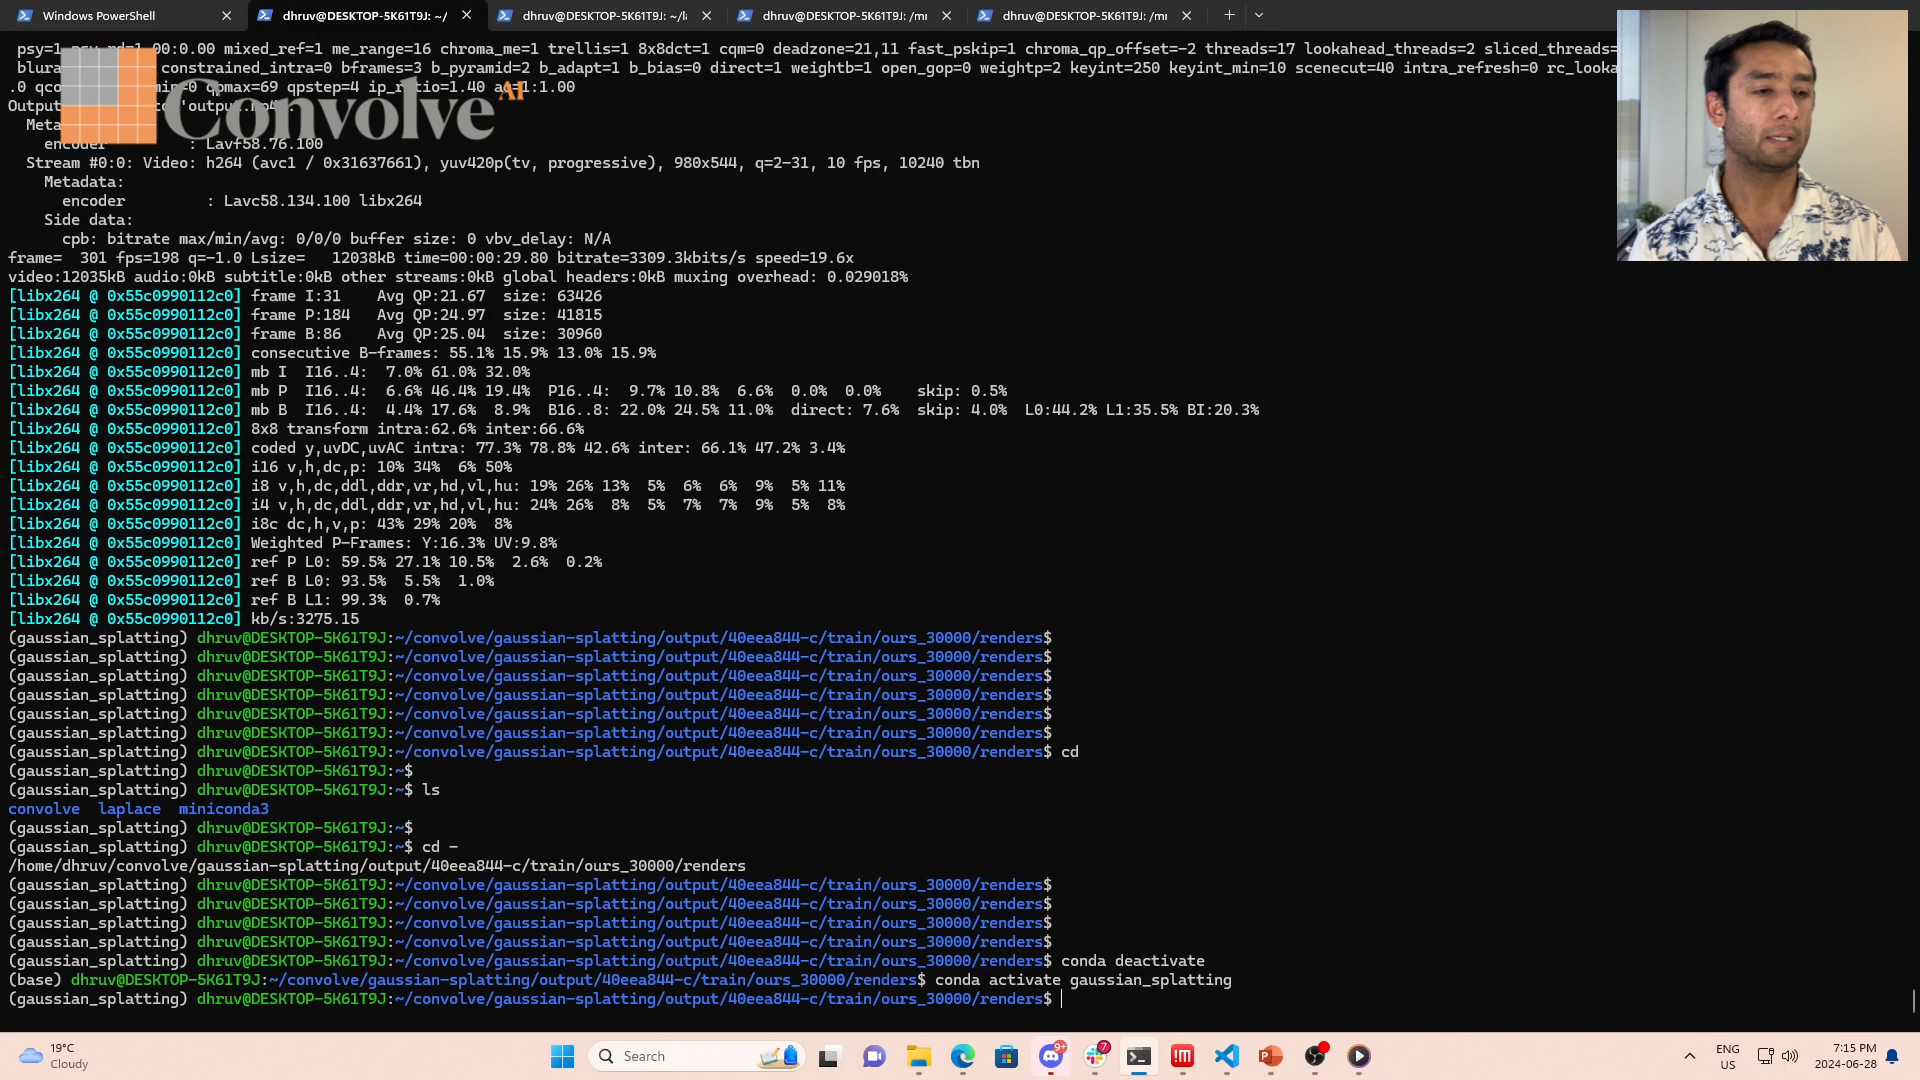 Windows PowerShell
dhruv@DESKTOP-5K61T9J: ~/
dhruv@DESKTOP-5K61T9J: ~/l
dhruv@DESKTOP-5K61T9J: /mi
dhruv@DESKTOP-5K61T9J: /mi
psy=1 psy_rd=1.00:0.00 mixed_ref=1 me_range=16 chroma_me=1 trellis=1 8x8dct=1 cqm=0 deadzone=21,11 fast_pskip=1 chroma_qp_offset=-2 threads=17 lookahead_threads=2 sliced_threads=
constrained_intra=0 bframes=3 b_pyramid=2 b_adapt=1 b_bias=0 direct=1 weightb=1 open_gop=0 weightp=2 keyint=250 keyint_min=10 scenecut=40 intra_refresh=0 rc_looka
qpmax=69 qpstep=4 ip_ratio=1.40 aq=1:1.00
'output.mp4':
Convolve AI
encoder : Lavf58.76.100
Stream #0:0: Video: h264 (avc1 / 0x31637661), yuv420p(tv, progressive), 980x544, q=2-31, 10 fps, 10240 tbn
Metadata:
encoder : Lavc58.134.100 libx264
Side data:
cpb: bitrate max/min/avg: 0/0/0 buffer size: 0 vbv_delay: N/A
frame= 301 fps=198 q=-1.0 Lsize= 12038kB time=00:00:29.80 bitrate=3309.3kbits/s speed=19.6x
video:12035kB audio:0kB subtitle:0kB other streams:0kB global headers:0kB muxing overhead: 0.029018%
[libx264 @ 0x55c0990112c0] frame I:31 Avg QP:21.67 size: 63426
[libx264 @ 0x55c0990112c0] frame P:184 Avg QP:24.97 size: 41815
[libx264 @ 0x55c0990112c0] frame B:86 Avg QP:25.04 size: 30960
[libx264 @ 0x55c0990112c0] consecutive B-frames: 55.1% 15.9% 13.0% 15.9%
[libx264 @ 0x55c0990112c0] mb I I16..4: 7.0% 61.0% 32.0%
[libx264 @ 0x55c0990112c0] mb P I16..4: 6.6% 46.4% 19.4% P16..4: 9.7% 10.8% 6.6% 0.0% 0.0% skip: 0.5%
[libx264 @ 0x55c0990112c0] mb B I16..4: 4.4% 17.6% 8.9% B16..8: 22.0% 24.5% 11.0% direct: 7.6% skip: 4.0% L0:44.2% L1:35.5% BI:20.3%
[libx264 @ 0x55c0990112c0] 8x8 transform intra:62.6% inter:66.6%
[libx264 @ 0x55c0990112c0] coded y,uvDC,uvAC intra: 77.3% 78.8% 42.6% inter: 66.1% 47.2% 3.4%
[libx264 @ 0x55c0990112c0] i16 v,h,dc,p: 10% 34% 6% 50%
[libx264 @ 0x55c0990112c0] i8 v,h,dc,ddl,ddr,vr,hd,vl,hu: 19% 26% 13% 5% 6% 6% 9% 5% 11%
[libx264 @ 0x55c0990112c0] i4 v,h,dc,ddl,ddr,vr,hd,vl,hu: 24% 26% 8% 5% 7% 7% 9% 5% 8%
[libx264 @ 0x55c0990112c0] i8c dc,h,v,p: 43% 29% 20% 8%
[libx264 @ 0x55c0990112c0] Weighted P-Frames: Y:16.3% UV:9.8%
[libx264 @ 0x55c0990112c0] ref P L0: 59.5% 27.1% 10.5% 2.6% 0.2%
[libx264 @ 0x55c0990112c0] ref B L0: 93.5% 5.5% 1.0%
[libx264 @ 0x55c0990112c0] ref B L1: 99.3% 0.7%
[libx264 @ 0x55c0990112c0] kb/s:3275.15
(gaussian_splatting) dhruv@DESKTOP-5K61T9J:~/convolve/gaussian-splatting/output/40eea844-c/train/ours_30000/renders$
(gaussian_splatting) dhruv@DESKTOP-5K61T9J:~/convolve/gaussian-splatting/output/40eea844-c/train/ours_30000/renders$
(gaussian_splatting) dhruv@DESKTOP-5K61T9J:~/convolve/gaussian-splatting/output/40eea844-c/train/ours_30000/renders$
(gaussian_splatting) dhruv@DESKTOP-5K61T9J:~/convolve/gaussian-splatting/output/40eea844-c/train/ours_30000/renders$
(gaussian_splatting) dhruv@DESKTOP-5K61T9J:~/convolve/gaussian-splatting/output/40eea844-c/train/ours_30000/renders$
(gaussian_splatting) dhruv@DESKTOP-5K61T9J:~/convolve/gaussian-splatting/output/40eea844-c/train/ours_30000/renders$
(gaussian_splatting) dhruv@DESKTOP-5K61T9J:~/convolve/gaussian-splatting/output/40eea844-c/train/ours_30000/renders$ cd
(gaussian_splatting) dhruv@DESKTOP-5K61T9J:~$
(gaussian_splatting) dhruv@DESKTOP-5K61T9J:~$ ls
convolve laplace miniconda3
(gaussian_splatting) dhruv@DESKTOP-5K61T9J:~$
(gaussian_splatting) dhruv@DESKTOP-5K61T9J:~$ cd -
/home/dhruv/convolve/gaussian-splatting/output/40eea844-c/train/ours_30000/renders
(gaussian_splatting) dhruv@DESKTOP-5K61T9J:~/convolve/gaussian-splatting/output/40eea844-c/train/ours_30000/renders$
(gaussian_splatting) dhruv@DESKTOP-5K61T9J:~/convolve/gaussian-splatting/output/40eea844-c/train/ours_30000/renders$
(gaussian_splatting) dhruv@DESKTOP-5K61T9J:~/convolve/gaussian-splatting/output/40eea844-c/train/ours_30000/renders$
(gaussian_splatting) dhruv@DESKTOP-5K61T9J:~/convolve/gaussian-splatting/output/40eea844-c/train/ours_30000/renders$
(gaussian_splatting) dhruv@DESKTOP-5K61T9J:~/convolve/gaussian-splatting/output/40eea844-c/train/ours_30000/renders$ conda deactivate
(base) dhruv@DESKTOP-5K61T9J:~/convolve/gaussian-splatting/output/40eea844-c/train/ours_30000/renders$ conda activate gaussian_splatting
(gaussian_splatting) dhruv@DESKTOP-5K61T9J:~/convolve/gaussian-splatting/output/40eea844-c/train/ours_30000/renders$
19°C
Cloudy
Search
9+
7
ENG
US
7:15 PM
2024-06-28